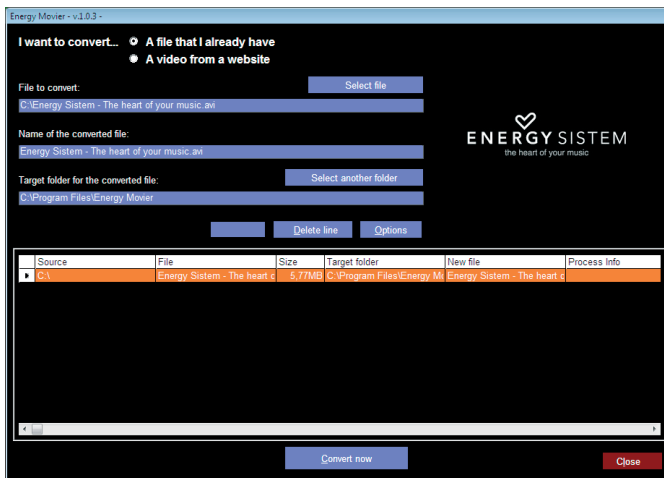 Energy Movier - v.1.0.3 -
I want to convert... A file that I already have
A video from a website
File to convert: Select file
C:\Energy Sistem - The heart of your music.avi
Name of the converted file:
Energy Sistem - The heart of your music.avi
ENERGY SISTEM
the heart of your music
Target folder for the converted file: Select another folder
C:\Program Files\Energy Movier
Delete line Options
Source File Size Target folder New file Process Info
C:\ Energy Sistem - The heart c 5,77MB C:\Program Files\Energy Mo Energy Sistem - The heart c
Convert now
Close